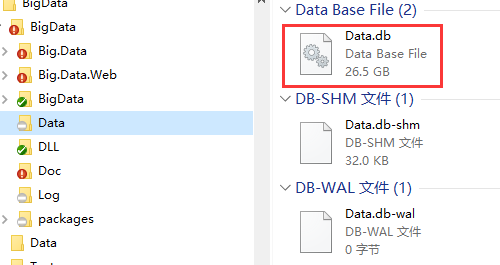 BigData
BigData
Big.Data
Big.Data.Web
BigData
Data
DLL
Doc
Log
packages
Data
Data Base File (2)
Data.db
Data Base File
26.5 GB
DB-SHM 文件 (1)
Data.db-shm
DB-SHM 文件
32.0 KB
DB-WAL 文件 (1)
Data.db-wal
DB-WAL 文件
0 字节